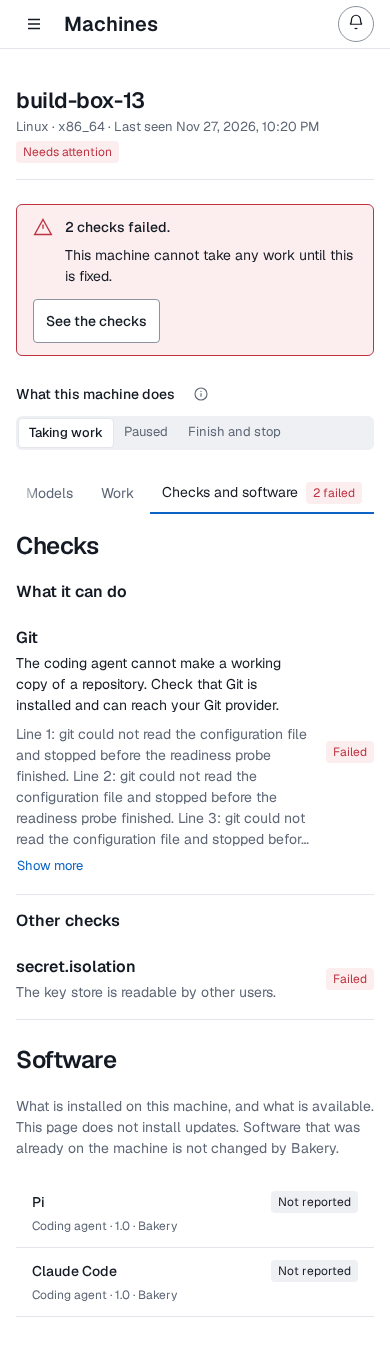 Machines
build-box-13
Linux · x86_64 · Last seen Nov 27, 2026, 10:20 PM
Needs attention
2 checks failed.
This machine cannot take any work until this
is fixed.
See the checks
What this machine does
Taking work Paused Finish and stop
Models Work Checks and software 2 failed
Checks
What it can do
Git
The coding agent cannot make a working
copy of a repository. Check that Git is
installed and can reach your Git provider.
Line 1: git could not read the configuration file
and stopped before the readiness probe
finished. Line 2: git could not read the
configuration file and stopped before the
readiness probe finished. Line 3: git could not
read the configuration file and stopped befor...
Failed
Show more
Other checks
secret.isolation
The key store is readable by other users.
Failed
Software
What is installed on this machine, and what is available.
This page does not install updates. Software that was
already on the machine is not changed by Bakery.
Pi Not reported
Coding agent · 1.0 · Bakery
Claude Code Not reported
Coding agent · 1.0 · Bakery